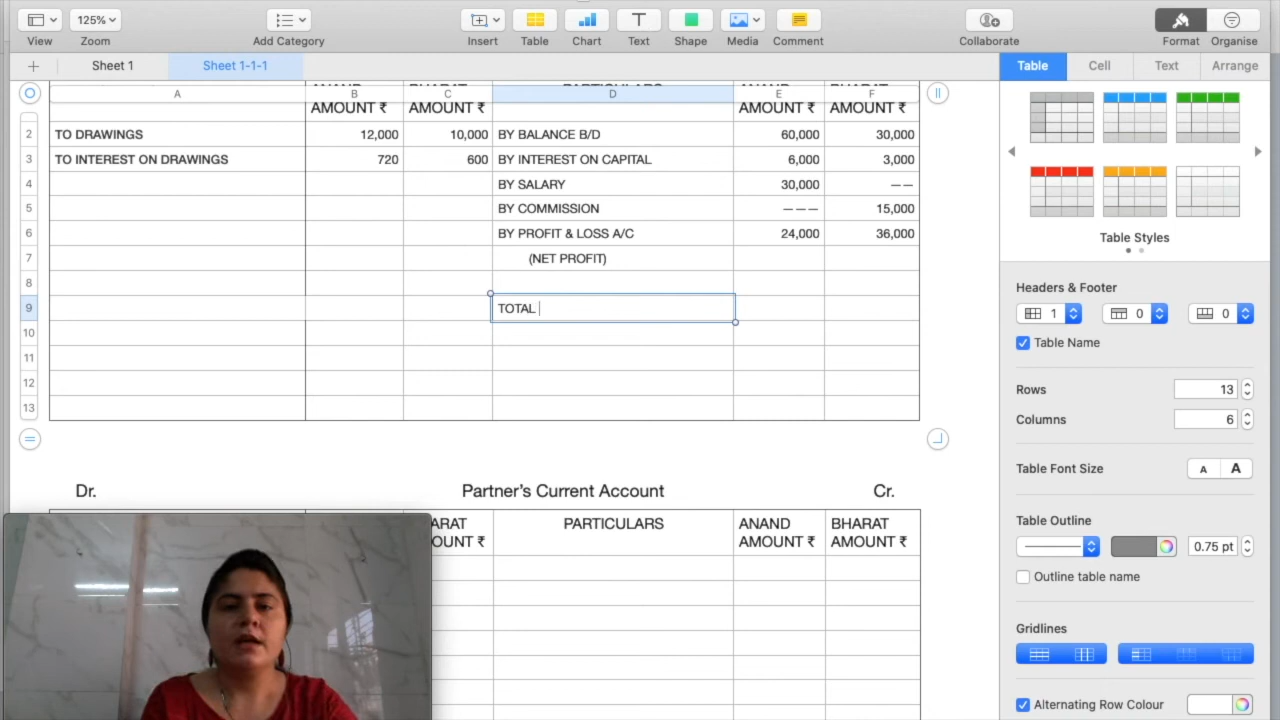 View
125%
Zoom
Add Category
Insert
Table
Chart
T
Text
Shape
Media
Comment
Collaborate
Format
Organise
+
Sheet 1
Sheet 1-1-1
Table
Cell
Text
Arrange
A
B
C
D
E
F
AMOUNT ₹
AMOUNT ₹
PARTICULARS
AMOUNT ₹
AMOUNT ₹
2 TO DRAWINGS 12,000 10,000 BY BALANCE B/D 60,000 30,000
3 TO INTEREST ON DRAWINGS 720 600 BY INTEREST ON CAPITAL 6,000 3,000
4 BY SALARY 30,000 ——
5 BY COMMISSION ——— 15,000
6 BY PROFIT & LOSS A/C 24,000 36,000
7 (NET PROFIT)
8
9 TOTAL
10
11
12
13
Dr. Partner's Current Account Cr.
ARAT
OUNT ₹
PARTICULARS
ANAND
AMOUNT ₹
BHARAT
AMOUNT ₹
Table Styles
Headers & Footer
1
0
0
Table Name
Rows 13
Columns 6
Table Font Size A A
Table Outline
0.75 pt
Outline table name
Gridlines
Alternating Row Colour